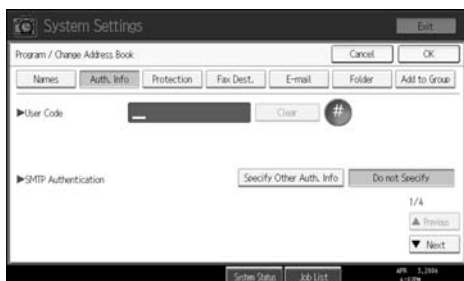 System Settings
Exit
Program / Change Address Book
Cancel
OK
Names
Auth. Info
Protection
Fax Dest.
E-mail
Folder
Add to Group
▶User Code
Clear
#
▶SMTP Authentication
Specify Other Auth. Info
Do not Specify
1/4
▲ Previous
▼ Next
System Status
Job List